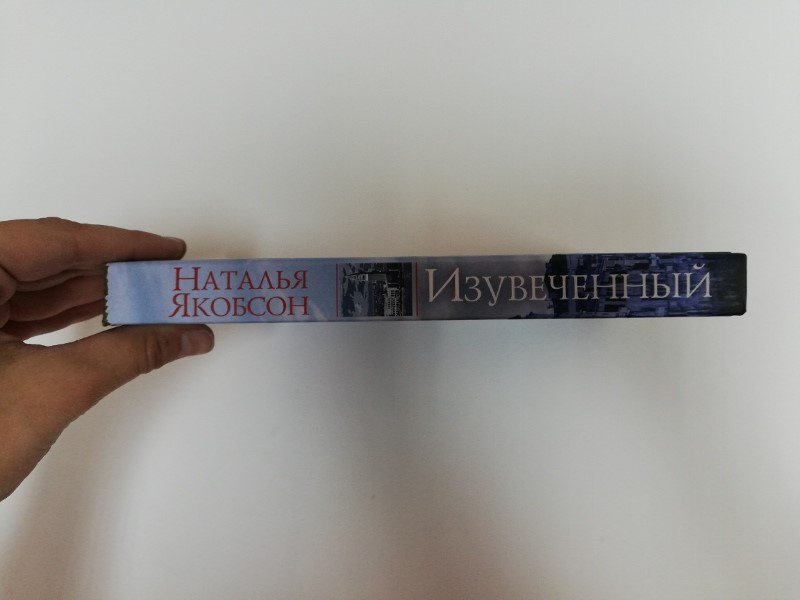 Наталья
Якобсон
Изувеченный